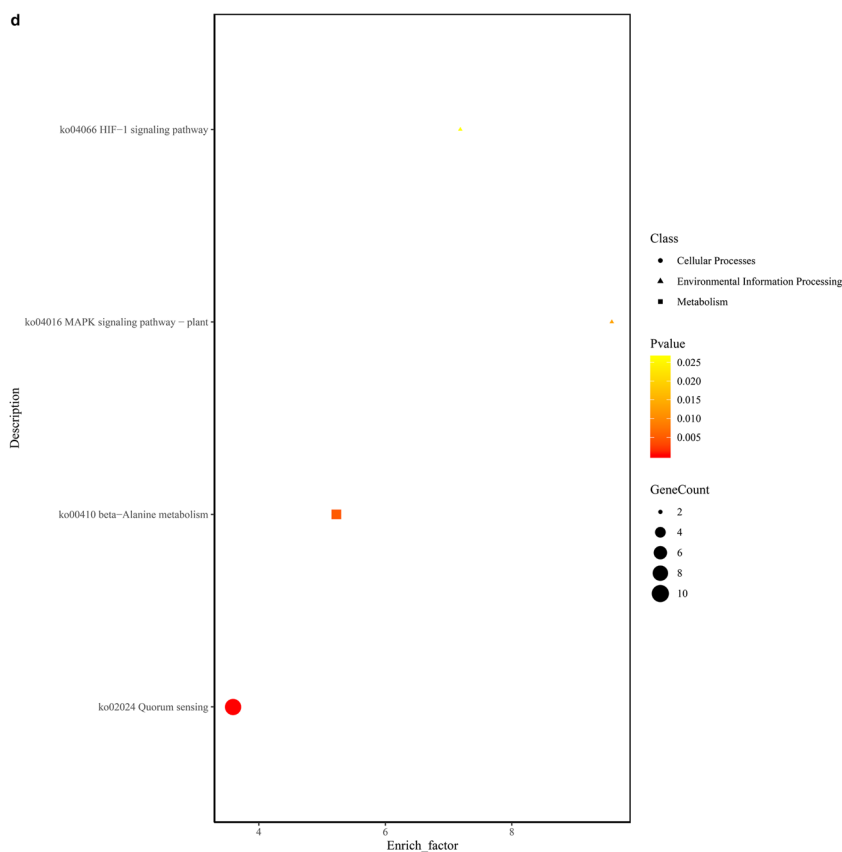 d
ko04066 HIF−1 signaling pathway
ko04016 MAPK signaling pathway − plant
ko00410 beta−Alanine metabolism
ko02024 Quorum sensing
Description
4
6
8
Enrich_factor
Class
Cellular Processes
Environmental Information Processing
Metabolism
Pvalue
0.025
0.020
0.015
0.010
0.005
GeneCount
2
4
6
8
10